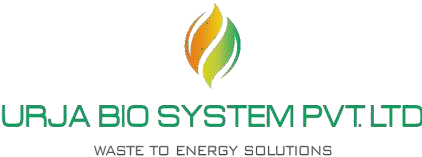 URJA BIO SYSTEM PVT. LTD
WASTE TO ENERGY SOLUTIONS